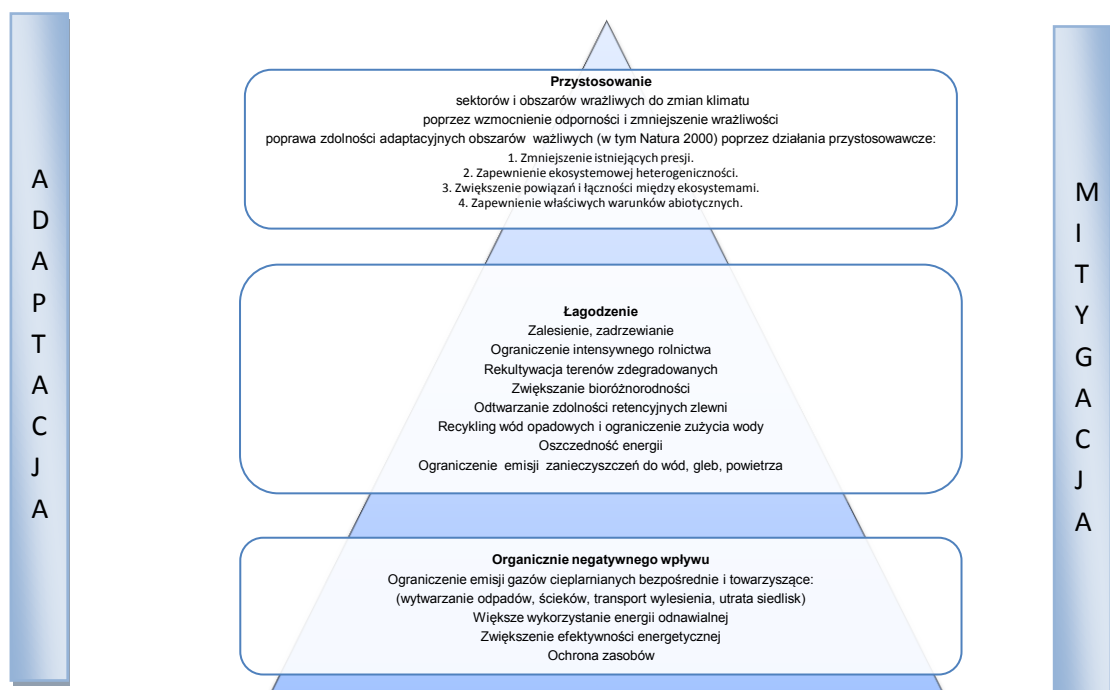 ADAPTACJA
Przystosowanie
sektorów i obszarów wrażliwych do zmian klimatu
poprzez wzmocnienie odporności i zmniejszenie wrażliwości
poprawa zdolności adaptacyjnych obszarów ważliwych (w tym Natura 2000) poprzez działania przystosowawcze:
1. Zmniejszenie istniejących presji.
2. Zapewnienie ekosystemowej heterogeniczności.
3. Zwiększenie powiązań i łączności między ekosystemami.
4. Zapewnienie właściwych warunków abiotycznych.
Łagodzenie
Zalesienie, zadrzewianie
Ograniczenie intensywnego rolnictwa
Rekultywacja terenów zdegradowanych
Zwiększanie bioróżnorodności
Odtwarzanie zdolności retencyjnych zlewni
Recykling wód opadowych i ograniczenie zużycia wody
Oszczedność energii
Ograniczenie emisji zanieczyszczeń do wód, gleb, powietrza
Organicznie negatywnego wpływu
Ograniczenie emisji gazów cieplarnianych bezpośrednie i towarzyszące:
(wytwarzanie odpadów, ścieków, transport wylesienia, utrata siedlisk)
Większe wykorzystanie energii odnawialnej
Zwiększenie efektywności energetycznej
Ochrona zasobów
MITYGACJA